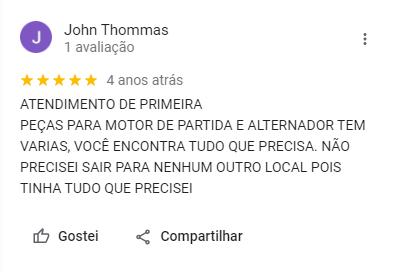 J
John Thommas
1 avaliação
4 anos atrás
ATENDIMENTO DE PRIMEIRA
PEÇAS PARA MOTOR DE PARTIDA E ALTERNADOR TEM
VARIAS, VOCÊ ENCONTRA TUDO QUE PRECISA. NÃO
PRECISEI SAIR PARA NENHUM OUTRO LOCAL POIS
TINHA TUDO QUE PRECISEI
Gostei
Compartilhar